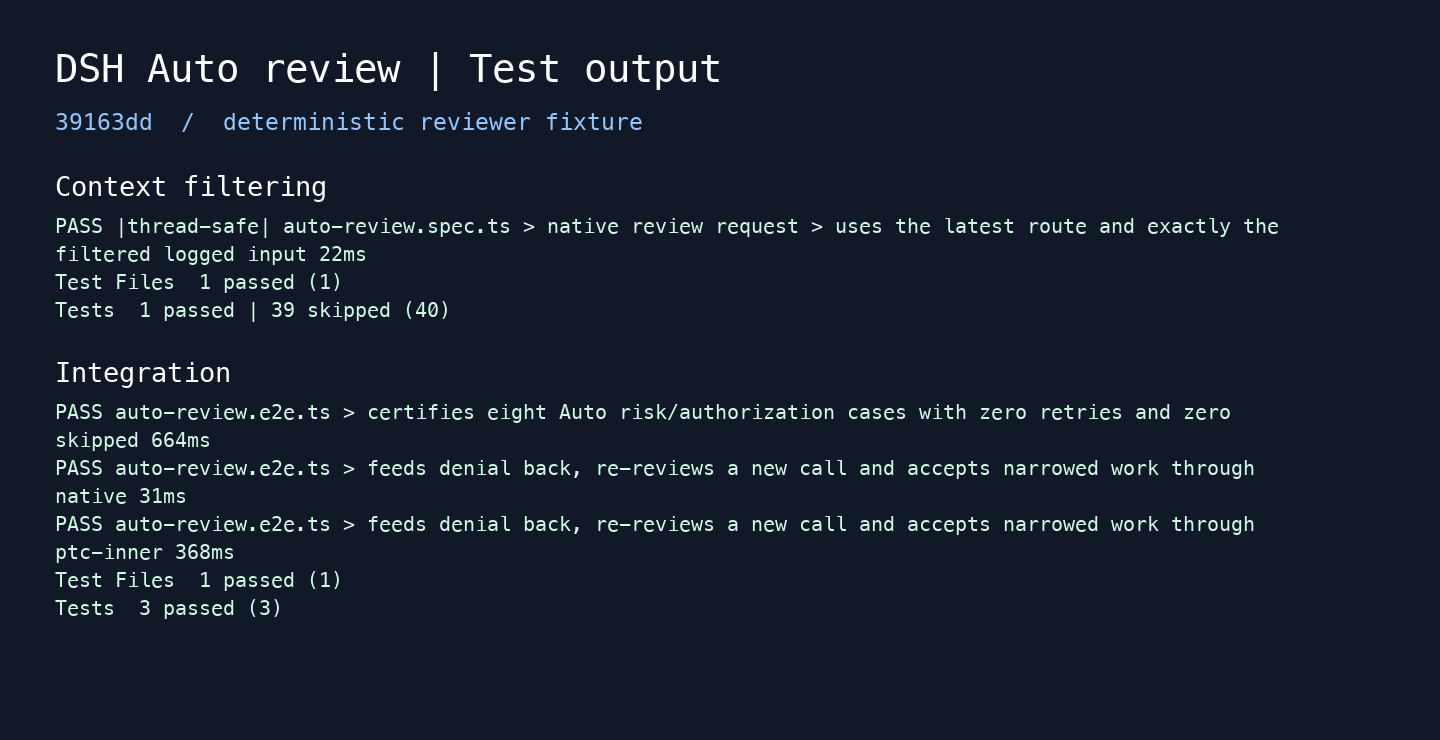 DSH Auto review | Test output
39163dd / deterministic reviewer fixture
Context filtering
PASS |thread-safe| auto-review.spec.ts > native review request > uses the latest route and exactly the
filtered logged input 22ms
Test Files 1 passed (1)
Tests 1 passed | 39 skipped (40)
Integration
PASS auto-review.e2e.ts > certifies eight Auto risk/authorization cases with zero retries and zero
skipped 664ms
PASS auto-review.e2e.ts > feeds denial back, re-reviews a new call and accepts narrowed work through
native 31ms
PASS auto-review.e2e.ts > feeds denial back, re-reviews a new call and accepts narrowed work through
ptc-inner 368ms
Test Files 1 passed (1)
Tests 3 passed (3)